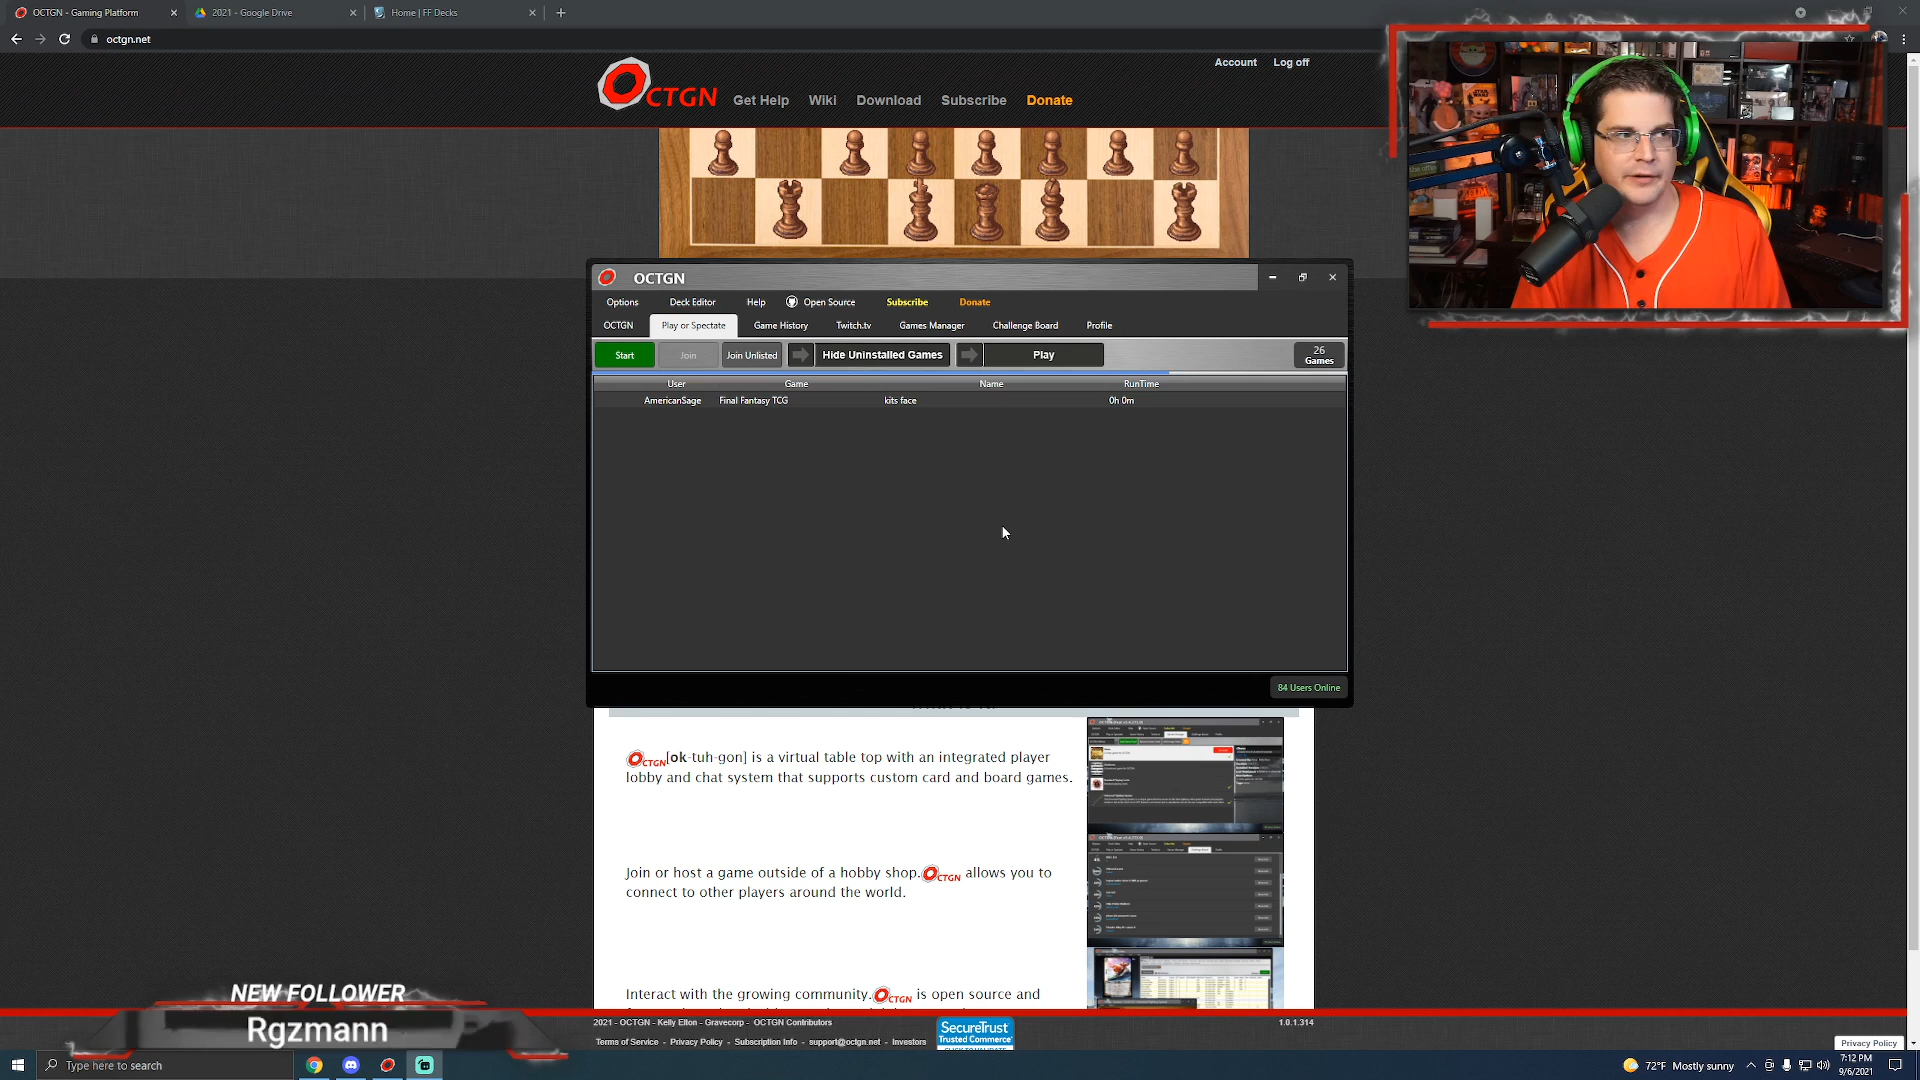 OCTGN - Gaming Platform
2021 - Google Drive
Home | FF Decks
octgn.net
OCTGN
Get Help
Wiki
Download
Subscribe
Donate
Account
Log off
OCTGN
Options
Deck Editor
Help
Open Source
Subscribe
Donate
OCTGN
Play or Spectate
Game History
Twitch.tv
Games Manager
Challenge Board
Profile
Start
Join
Join Unlisted
Hide Uninstalled Games
Play
26
Games
User
Game
Name
RunTime
AmericanSage
Final Fantasy TCG
kits face
0h 0m
84 Users Online
OCTGN[ok-tuh-gon] is a virtual table top with an integrated player
lobby and chat system that supports custom card and board games.
Join or host a game outside of a hobby shop. OCTGN allows you to
connect to other players around the world.
Interact with the growing community. OCTGN is open source and
2021 - OCTGN - Kelly Elton - Gravecorp - OCTGN Contributors
1.0.1.314
Terms of Service - Privacy Policy - Subscription Info - support@octgn.net - Investors
SecureTrust
Trusted Commerce
CLICK TO VALIDATE
Privacy Policy
NEW FOLLOWER
Rgzmann
Type here to search
72°F Mostly sunny
7:12 PM
9/6/2021